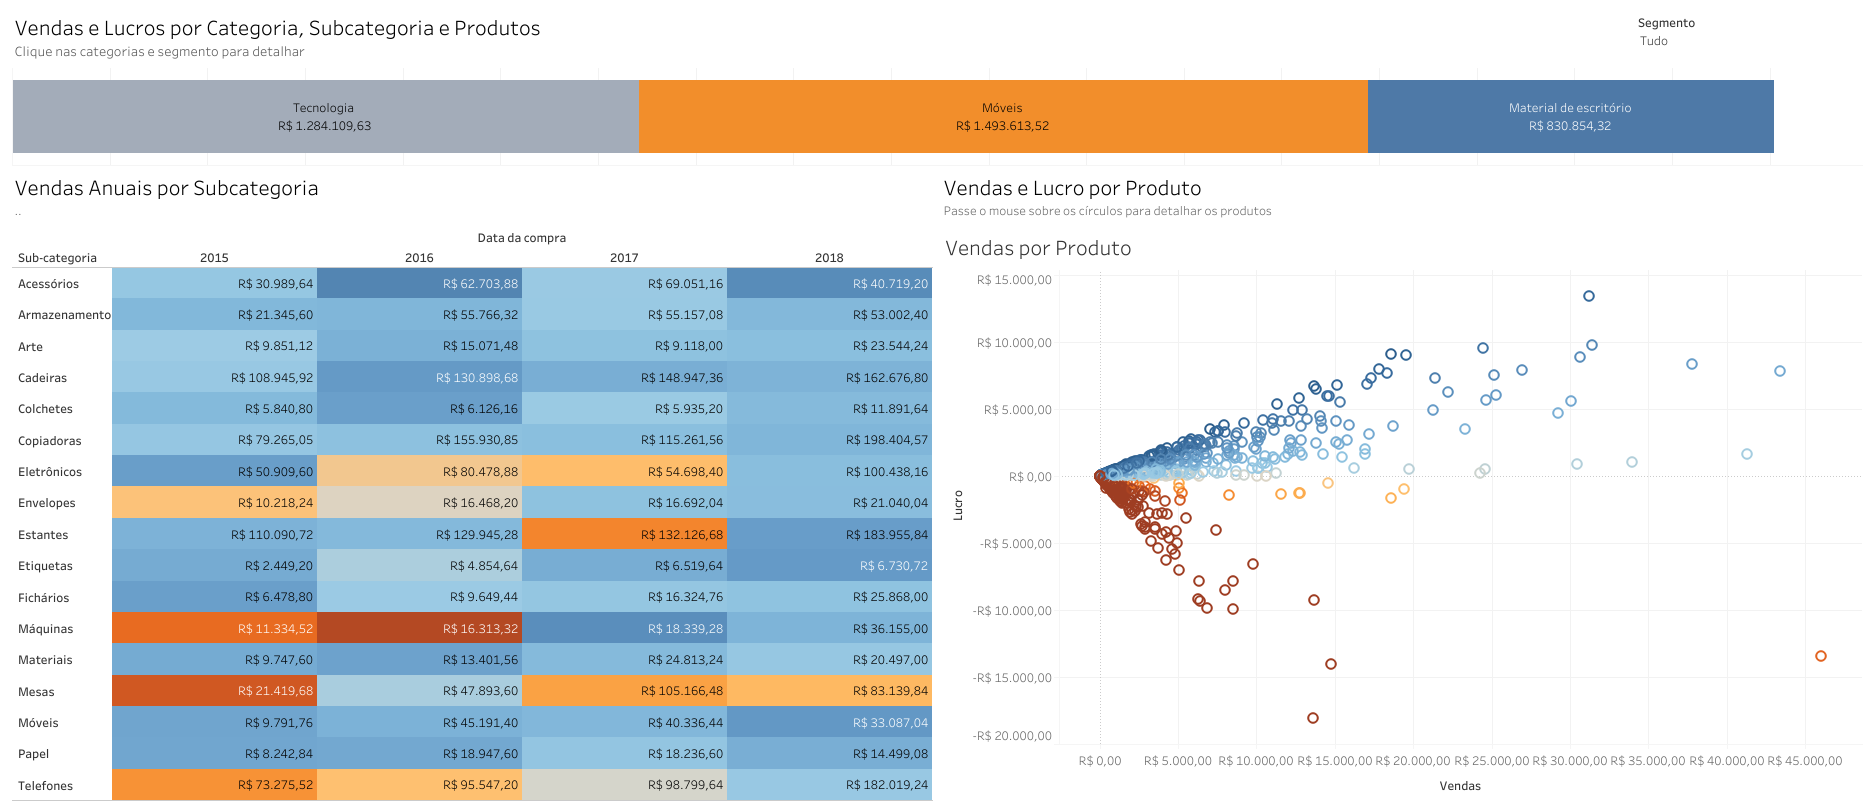 Vendas e Lucros por Categoria, Subcategoria e Produtos
Clique nas categorias e segmento para detalhar
Segmento
Tudo
Tecnologia
R$ 1.284.109,63
Móveis
R$ 1.493.613,52
Material de escritório
R$ 830.854,32
Vendas Anuais por Subcategoria
..
Data da compra
Sub-categoria 2015 2016 2017 2018
Acessórios R$ 30.989,64 R$ 62.703,88 R$ 69.051,16 R$ 40.719,20
Armazenamento R$ 21.345,60 R$ 55.766,32 R$ 55.157,08 R$ 53.002,40
Arte R$ 9.851,12 R$ 15.071,48 R$ 9.118,00 R$ 23.544,24
Cadeiras R$ 108.945,92 R$ 130.898,68 R$ 148.947,36 R$ 162.676,80
Colchetes R$ 5.840,80 R$ 6.126,16 R$ 5.935,20 R$ 11.891,64
Copiadoras R$ 79.265,05 R$ 155.930,85 R$ 115.261,56 R$ 198.404,57
Eletrônicos R$ 50.909,60 R$ 80.478,88 R$ 54.698,40 R$ 100.438,16
Envelopes R$ 10.218,24 R$ 16.468,20 R$ 16.692,04 R$ 21.040,04
Estantes R$ 110.090,72 R$ 129.945,28 R$ 132.126,68 R$ 183.955,84
Etiquetas R$ 2.449,20 R$ 4.854,64 R$ 6.519,64 R$ 6.730,72
Fichários R$ 6.478,80 R$ 9.649,44 R$ 16.324,76 R$ 25.868,00
Máquinas R$ 11.334,52 R$ 16.313,32 R$ 18.339,28 R$ 36.155,00
Materiais R$ 9.747,60 R$ 13.401,56 R$ 24.813,24 R$ 20.497,00
Mesas R$ 21.419,68 R$ 47.893,60 R$ 105.166,48 R$ 83.139,84
Móveis R$ 9.791,76 R$ 45.191,40 R$ 40.336,44 R$ 33.087,04
Papel R$ 8.242,84 R$ 18.947,60 R$ 18.236,60 R$ 14.499,08
Telefones R$ 73.275,52 R$ 95.547,20 R$ 98.799,64 R$ 182.019,24
Vendas e Lucro por Produto
Passe o mouse sobre os círculos para detalhar os produtos
Vendas por Produto
R$ 15.000,00
R$ 10.000,00
R$ 5.000,00
R$ 0,00
-R$ 5.000,00
-R$ 10.000,00
-R$ 15.000,00
-R$ 20.000,00
Lucro
R$ 0,00 R$ 5.000,00 R$ 10.000,00 R$ 15.000,00 R$ 20.000,00 R$ 25.000,00 R$ 30.000,00 R$ 35.000,00 R$ 40.000,00 R$ 45.000,00
Vendas